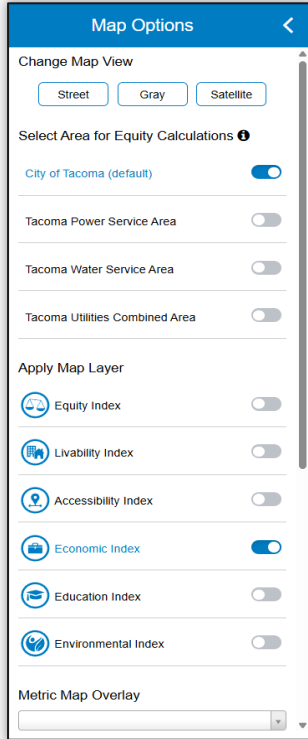 Map Options
Change Map View
Street Gray Satellite
Select Area for Equity Calculations
City of Tacoma (default)
Tacoma Power Service Area
Tacoma Water Service Area
Tacoma Utilities Combined Area
Apply Map Layer
Equity Index
Livability Index
Accessibility Index
Economic Index
Education Index
Environmental Index
Metric Map Overlay